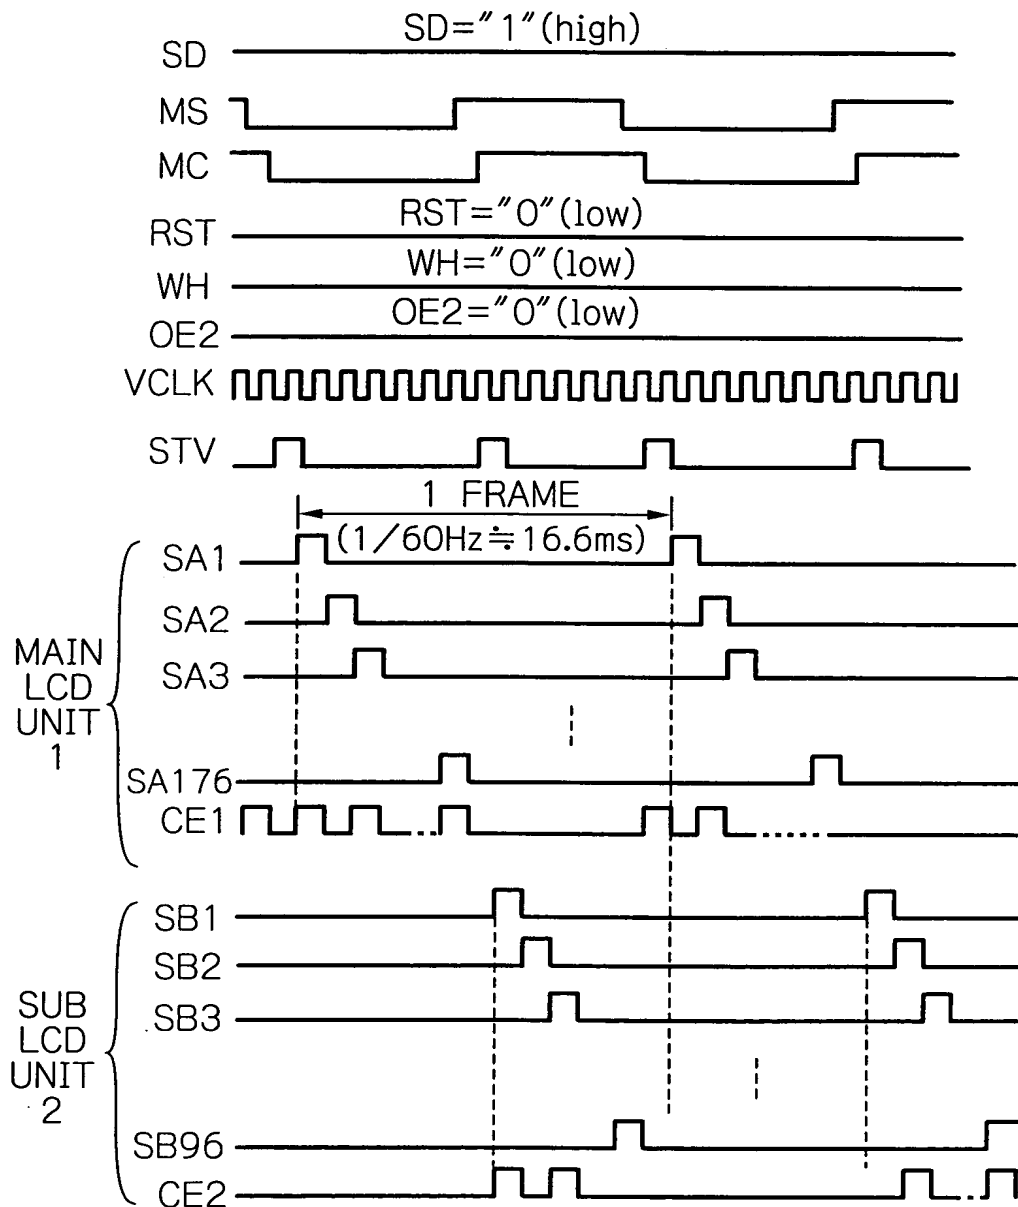 SD="1"(high)
SD
MS
MC
RST="0"(low)
RST
WH="0"(low)
WH
OE2="0"(low)
OE2
VCLK
STV
1 FRAME
(1/60Hz≒16.6ms)
SA1
SA2
SA3
SA176
CE1
MAIN
LCD
UNIT
1
SB1
SB2
SB3
SB96
CE2
SUB
LCD
UNIT
2